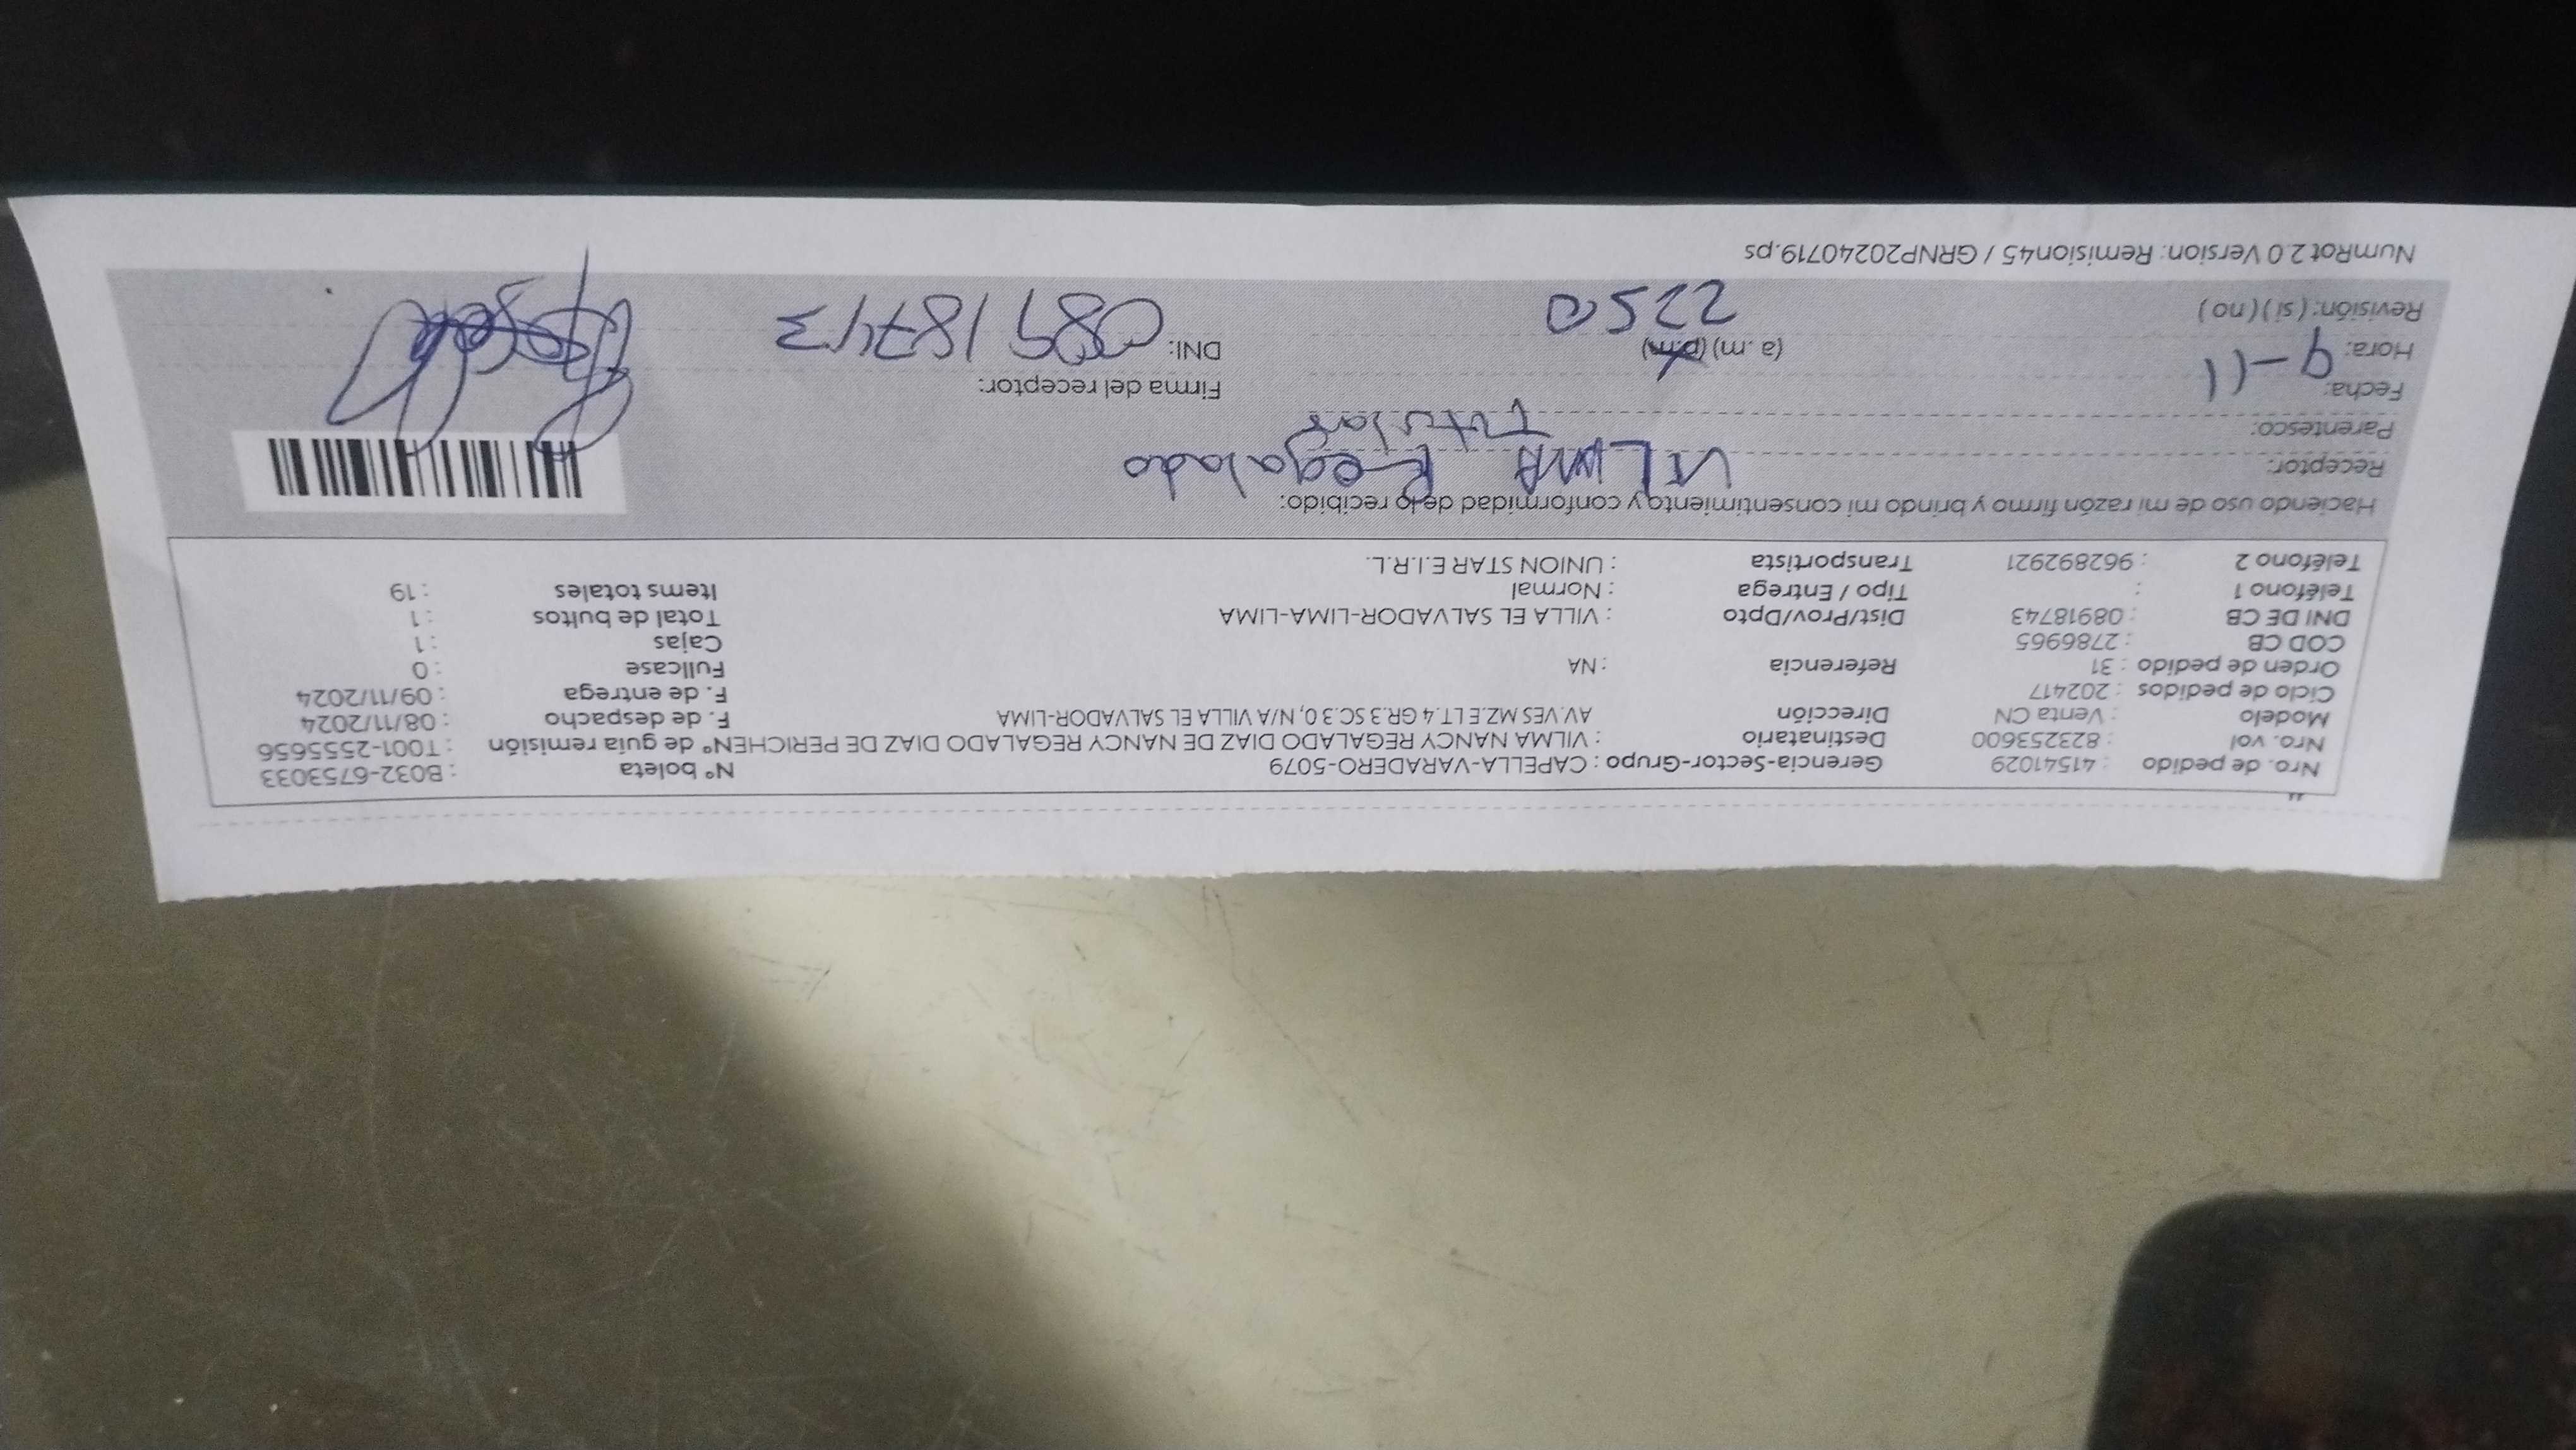 Nro. de pedido : 41541029 Gerencia-Sector-Grupo : CAPELLA-VARADERO-5079 N° boleta : B032-6753033
Nro. vol : 823253600 Destinatario : VILMA NANCY REGALADO DIAZ DE NANCY REGALADO DIAZ DE PERICHEN N° de guía remisión : T001-2555656
Modelo : Venta CN Dirección AV.VES MZ.E LT.4 GR.3 SC.3 0, N/A VILLA EL SALVADOR-LIMA F. de despacho : 08/11/2024
Ciclo de pedidos : 202417 F. de entrega : 09/11/2024
Orden de pedido : 31 Referencia : NA Fullcase : 0
COD CB : 2786965 Cajas : 1
DNI DE CB : 08918743 Dist/Prov/Dpto : VILLA EL SALVADOR-LIMA-LIMA Total de bultos : 1
Teléfono 1 : Tipo / Entrega : Normal Items totales : 19
Teléfono 2 : 962892921 Transportista : UNION STAR E.I.R.L.
Haciendo uso de mi razón firmo y brindo mi consentimiento y conformidad de lo recibido:
Receptor: VILMA Regalado
Parentesco: titular
Fecha: 9-11 Firma del receptor:
Hora: (a.m) (p.m) DNI: 08918743
Revisión: (si) (no) 2250
NumRot 2.0 Version: Remision45 / GRNP20240719.ps